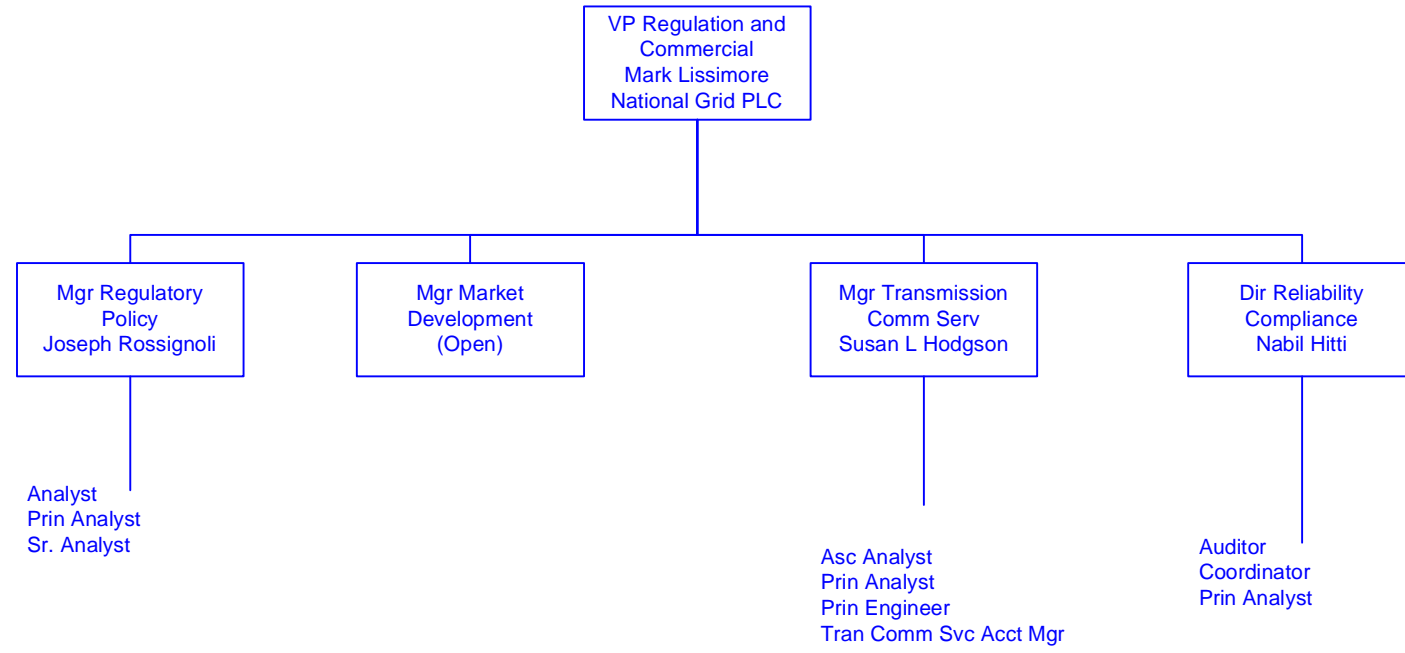 VP Regulation and
Commercial
Mark Lissimore
National Grid PLC
Mgr Regulatory
Policy
Joseph Rossignoli
Mgr Market
Development
(Open)
Mgr Transmission
Comm Serv
Susan L Hodgson
Dir Reliability
Compliance
Nabil Hitti
Analyst
Prin Analyst
Sr. Analyst
Asc Analyst
Prin Analyst
Prin Engineer
Tran Comm Svc Acct Mgr
Auditor
Coordinator
Prin Analyst